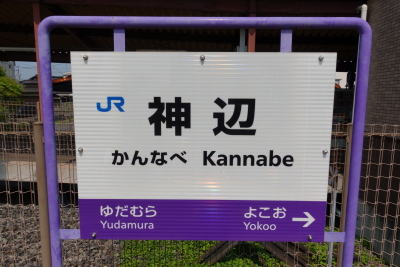 JR 神辺
かんなべ Kannabe
ゆだむら よこお →
Yudamura Yokoo